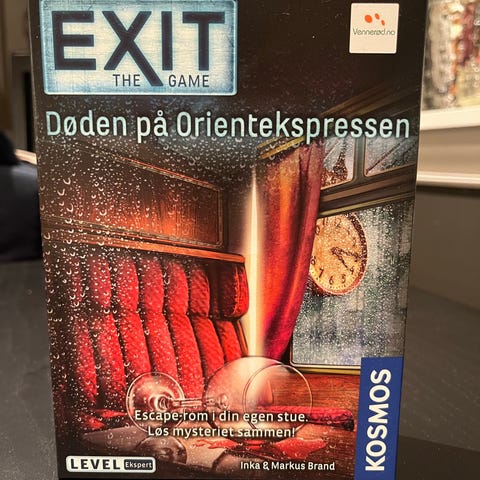 EXIT
THE GAME
Vennerød.no
Døden på Orientekspressen
Escape-rom i din egen stue.
Løs mysteriet sammen!
LEVEL Ekspert
Inka & Markus Brand
KOSMOS